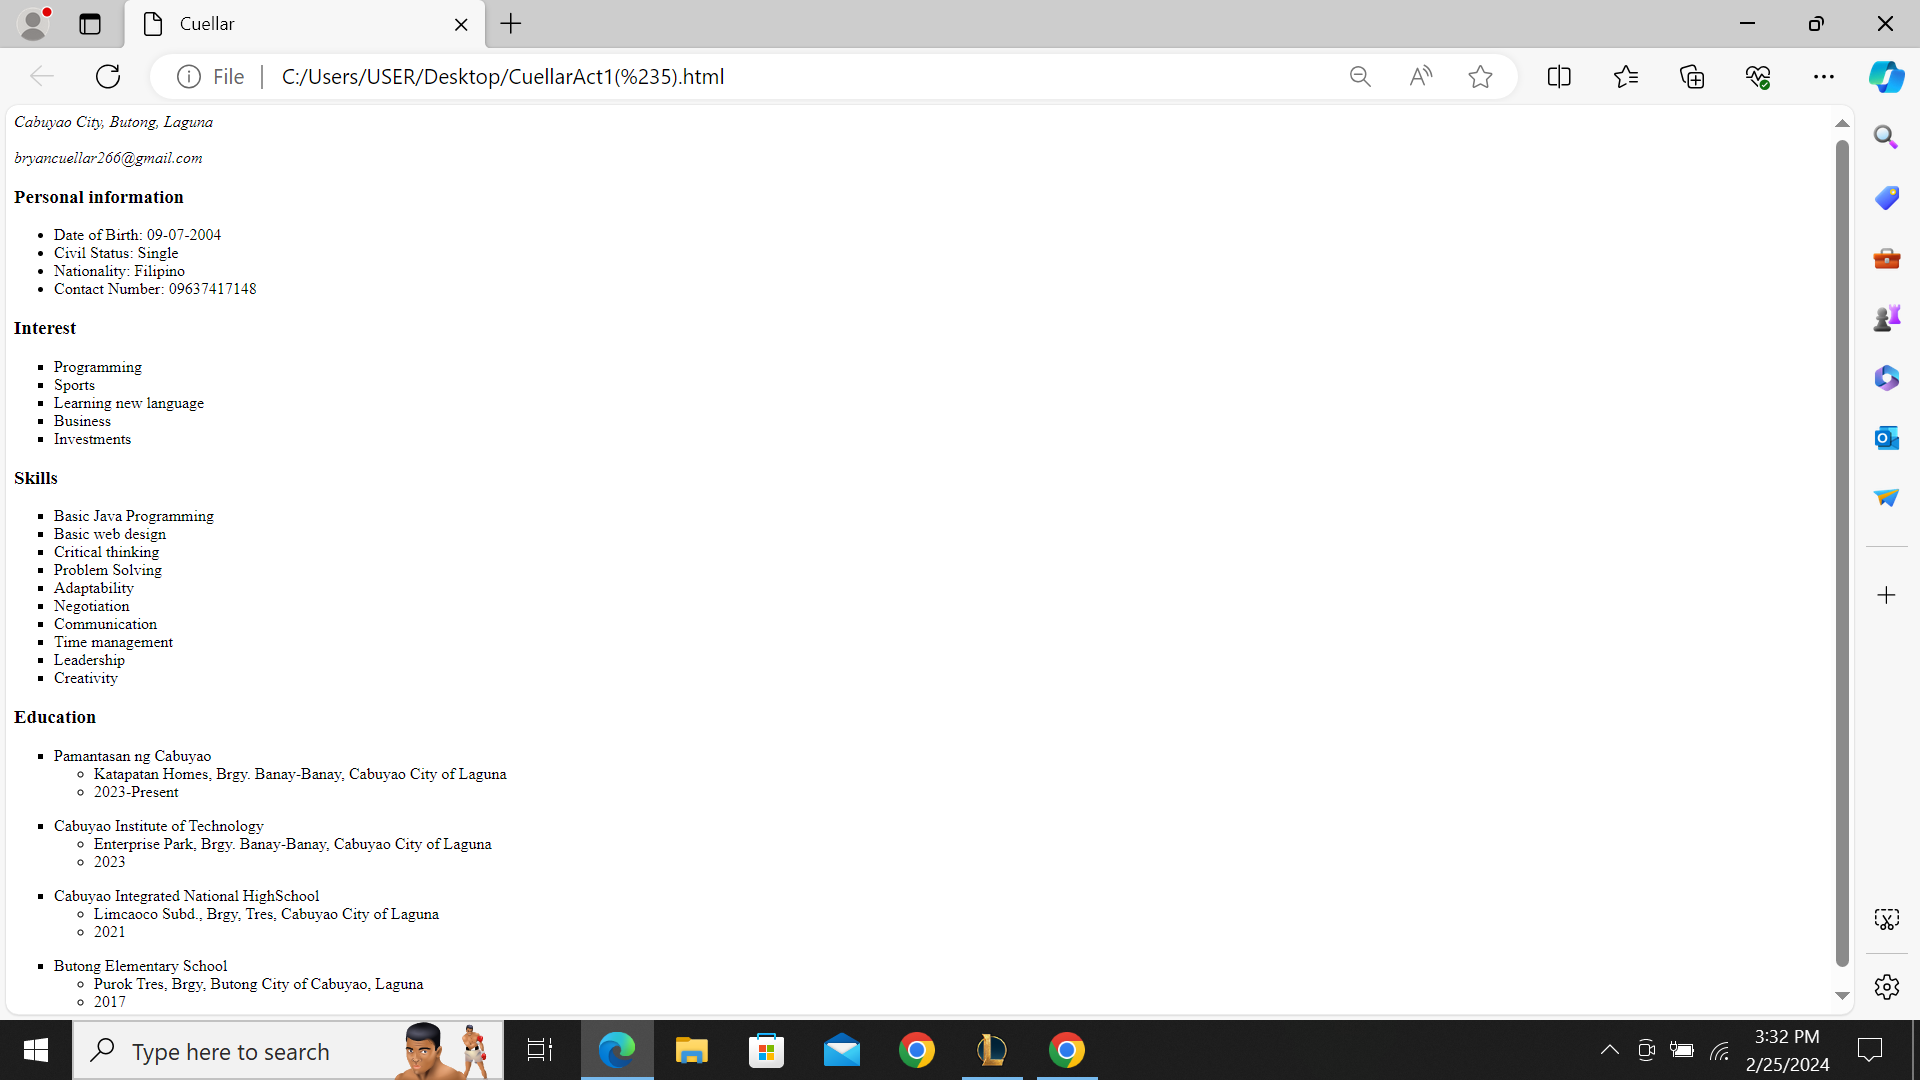 Cuellar
File
C:/Users/USER/Desktop/CuellarAct1(%235).html
Cabuyao City, Butong, Laguna
bryancuellar266@gmail.com
Personal information
Date of Birth: 09-07-2004
Civil Status: Single
Nationality: Filipino
Contact Number: 09637417148
Interest
Programming
Sports
Learning new language
Business
Investments
Skills
Basic Java Programming
Basic web design
Critical thinking
Problem Solving
Adaptability
Negotiation
Communication
Time management
Leadership
Creativity
Education
Pamantasan ng Cabuyao
Katapatan Homes, Brgy. Banay-Banay, Cabuyao City of Laguna
2023-Present
Cabuyao Institute of Technology
Enterprise Park, Brgy. Banay-Banay, Cabuyao City of Laguna
2023
Cabuyao Integrated National HighSchool
Limcaoco Subd., Brgy, Tres, Cabuyao City of Laguna
2021
Butong Elementary School
Purok Tres, Brgy, Butong City of Cabuyao, Laguna
2017
Type here to search
3:32 PM
2/25/2024